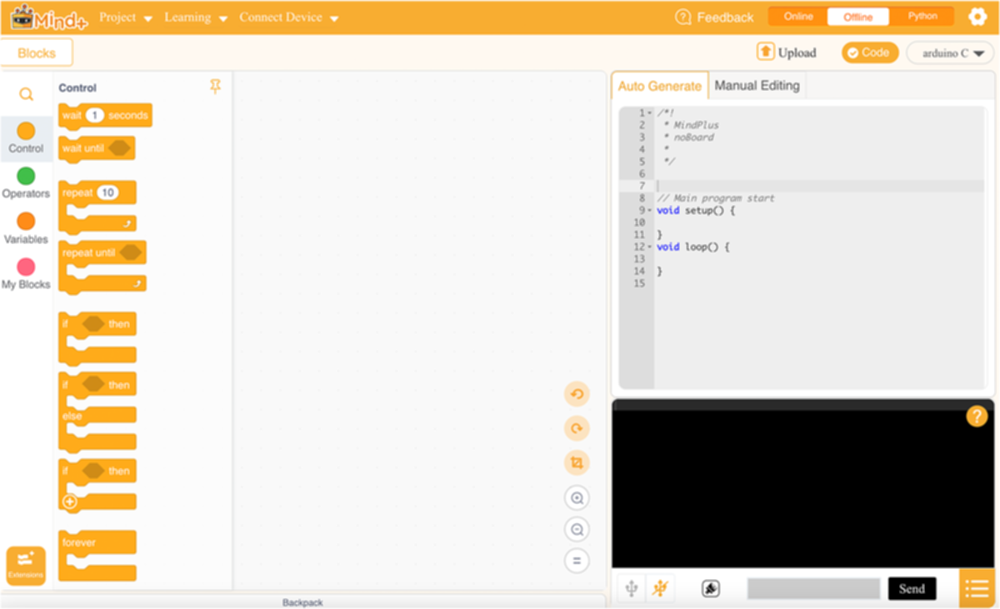 Mind+ Project Learning Connect Device Feedback Online Offline Python
Blocks Upload Code arduino C
Control
wait 1 seconds
wait until
repeat 10
repeat until
if then
if then
else
if then
forever
Control
Operators
Variables
My Blocks
Extensions
Backpack
Auto Generate Manual Editing
1 /*!
2 * MindPlus
3 * noBoard
4 *
5 */
6
7
8 // Main program start
9 void setup() {
10
11 }
12 void loop() {
13
14 }
15
?
Send